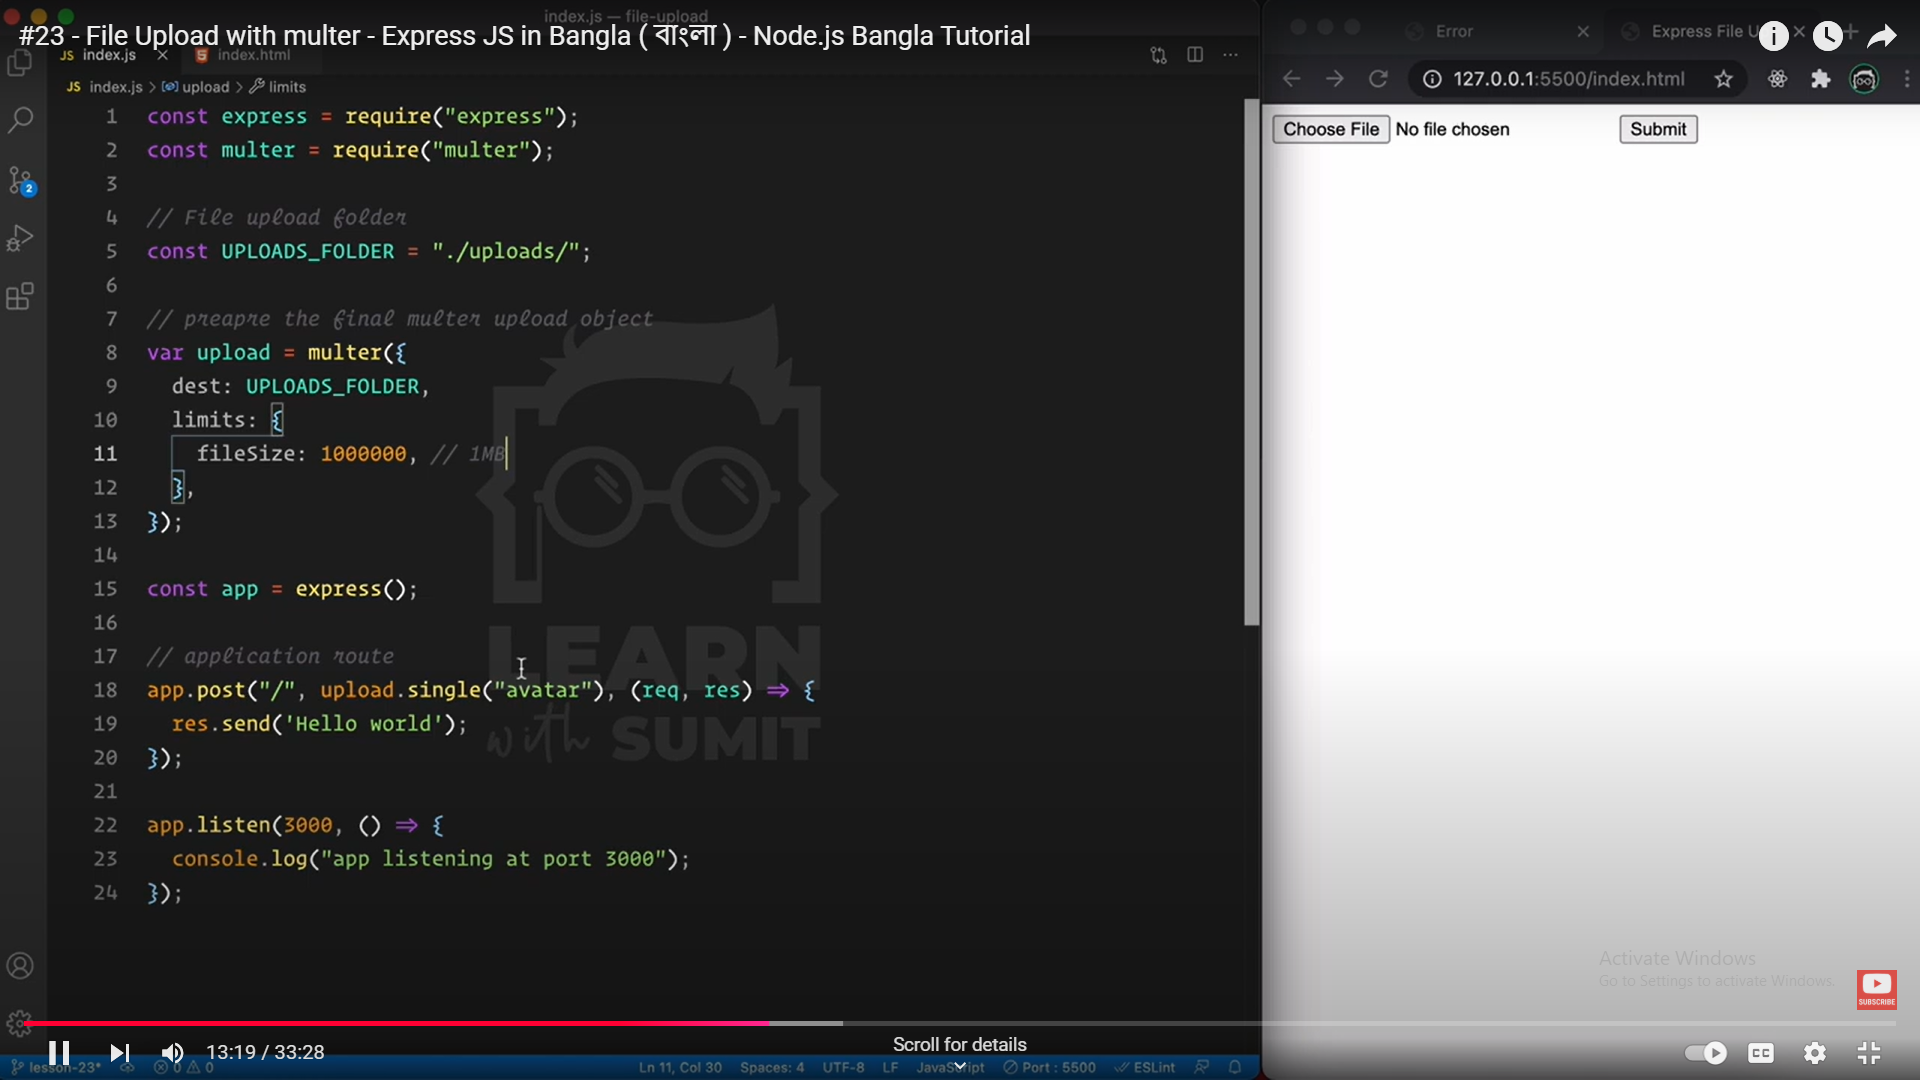 index.js — file-upload
#23 - File Upload with multer - Express JS in Bangla ( বাংলা ) - Node.js Bangla Tutorial
JS index.js
index.html
JS index.js > upload > limits
1 const express = require("express");
2 const multer = require("multer");
3
4 // File upload folder
5 const UPLOADS_FOLDER = "./uploads/";
6
7 // preapre the final multer upload object
8 var upload = multer({
9 dest: UPLOADS_FOLDER,
10 limits: {
11 fileSize: 1000000, // 1MB
12 },
13 });
14
15 const app = express();
16
17 // application route
18 app.post("/", upload.single("avatar"), (req, res) => {
19 res.send('Hello world');
20 });
21
22 app.listen(3000, () => {
23 console.log("app listening at port 3000");
24 });
LEARN
with SUMIT
2
Error
Express File U
127.0.0.1:5500/index.html
Choose File No file chosen Submit
Activate Windows
Go to Settings to activate Windows.
SUBSCRIBE
13:19 / 33:28
Scroll for details
CC
lesson-23* 0 0 Ln 11, Col 30 Spaces: 4 UTF-8 LF JavaScript Port : 5500 ESLint